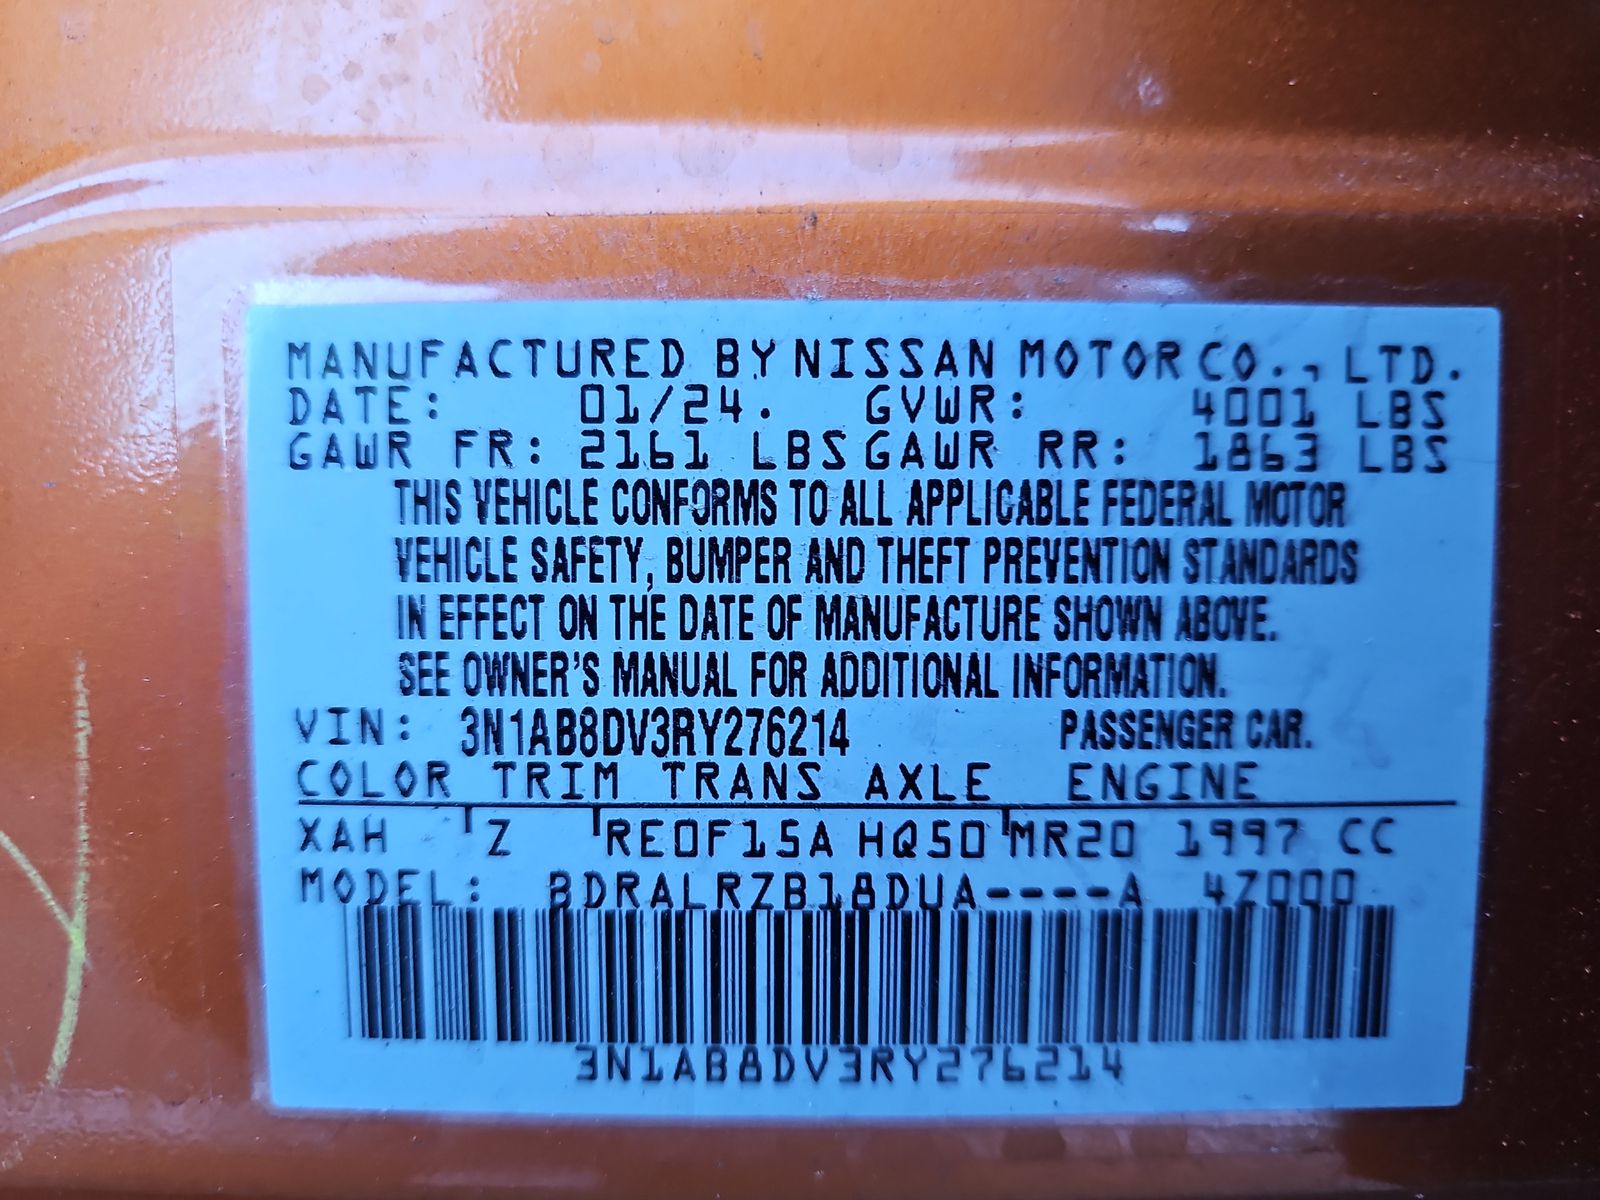 MANUFACTURED BY NISSAN MOTOR CO., LTD.
DATE: 01/24. GVWR: 4001 LBS
GAWR FR: 2161 LBS GAWR RR: 1863 LBS
THIS VEHICLE CONFORMS TO ALL APPLICABLE FEDERAL MOTOR
VEHICLE SAFETY, BUMPER AND THEFT PREVENTION STANDARDS
IN EFFECT ON THE DATE OF MANUFACTURE SHOWN ABOVE.
SEE OWNER'S MANUAL FOR ADDITIONAL INFORMATION.
VIN: 3N1AB8DV3RY276214 PASSENGER CAR.
COLOR TRIM TRANS AXLE ENGINE
XAH Z RE0F15A HQ50 MR20 1997 CC
MODEL: BDRALRZB18DUA----A 4Z000
3N1AB8DV3RY276214